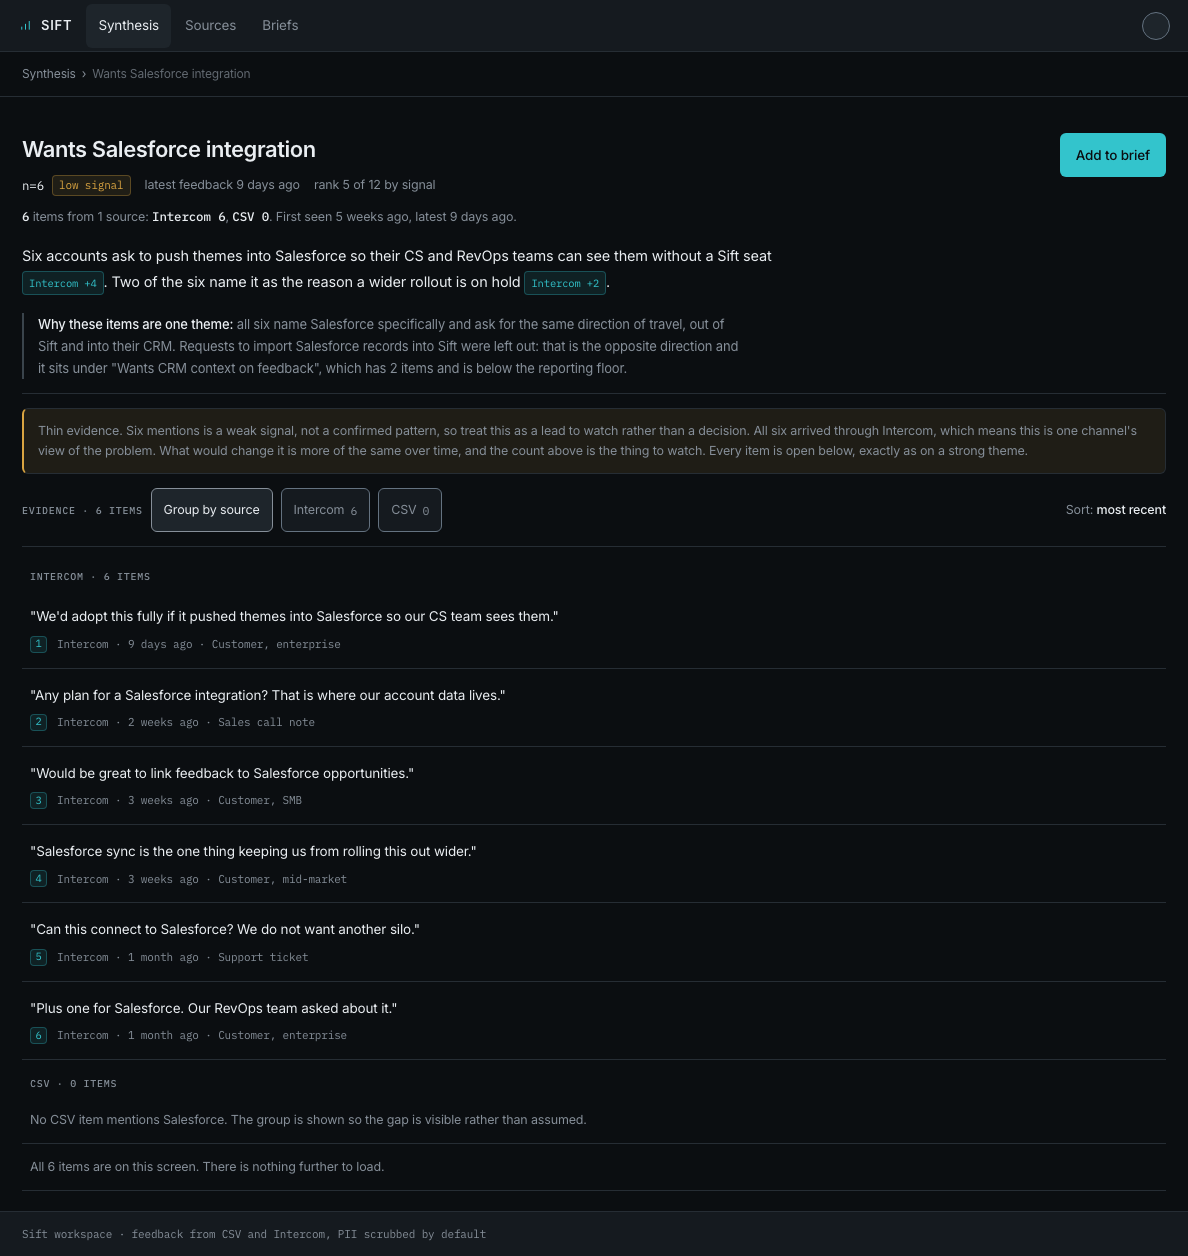 SIFT Synthesis Sources Briefs
Synthesis › Wants Salesforce integration
Wants Salesforce integration
Add to brief
n=6 low signal latest feedback 9 days ago rank 5 of 12 by signal
6 items from 1 source: Intercom 6, CSV 0. First seen 5 weeks ago, latest 9 days ago.
Six accounts ask to push themes into Salesforce so their CS and RevOps teams can see them without a Sift seat
Intercom +4. Two of the six name it as the reason a wider rollout is on hold Intercom +2.
Why these items are one theme: all six name Salesforce specifically and ask for the same direction of travel, out of
Sift and into their CRM. Requests to import Salesforce records into Sift were left out: that is the opposite direction and
it sits under "Wants CRM context on feedback", which has 2 items and is below the reporting floor.
Thin evidence. Six mentions is a weak signal, not a confirmed pattern, so treat this as a lead to watch rather than a decision. All six arrived through Intercom, which means this is one channel's
view of the problem. What would change it is more of the same over time, and the count above is the thing to watch. Every item is open below, exactly as on a strong theme.
EVIDENCE · 6 ITEMS Group by source Intercom 6 CSV 0 Sort: most recent
INTERCOM · 6 ITEMS
"We'd adopt this fully if it pushed themes into Salesforce so our CS team sees them."
1 Intercom · 9 days ago · Customer, enterprise
"Any plan for a Salesforce integration? That is where our account data lives."
2 Intercom · 2 weeks ago · Sales call note
"Would be great to link feedback to Salesforce opportunities."
3 Intercom · 3 weeks ago · Customer, SMB
"Salesforce sync is the one thing keeping us from rolling this out wider."
4 Intercom · 3 weeks ago · Customer, mid-market
"Can this connect to Salesforce? We do not want another silo."
5 Intercom · 1 month ago · Support ticket
"Plus one for Salesforce. Our RevOps team asked about it."
6 Intercom · 1 month ago · Customer, enterprise
CSV · 0 ITEMS
No CSV item mentions Salesforce. The group is shown so the gap is visible rather than assumed.
All 6 items are on this screen. There is nothing further to load.
Sift workspace · feedback from CSV and Intercom, PII scrubbed by default